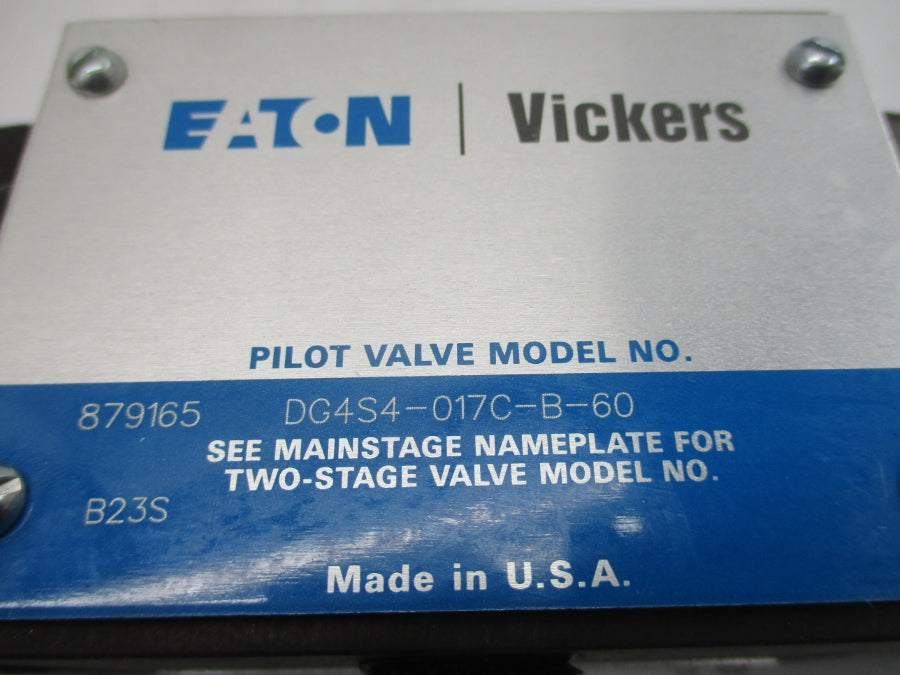 EATON | Vickers
PILOT VALVE MODEL NO.
879165 DG4S4-017C-B-60
SEE MAINSTAGE NAMEPLATE FOR
TWO-STAGE VALVE MODEL NO.
B23S
Made in U.S.A.